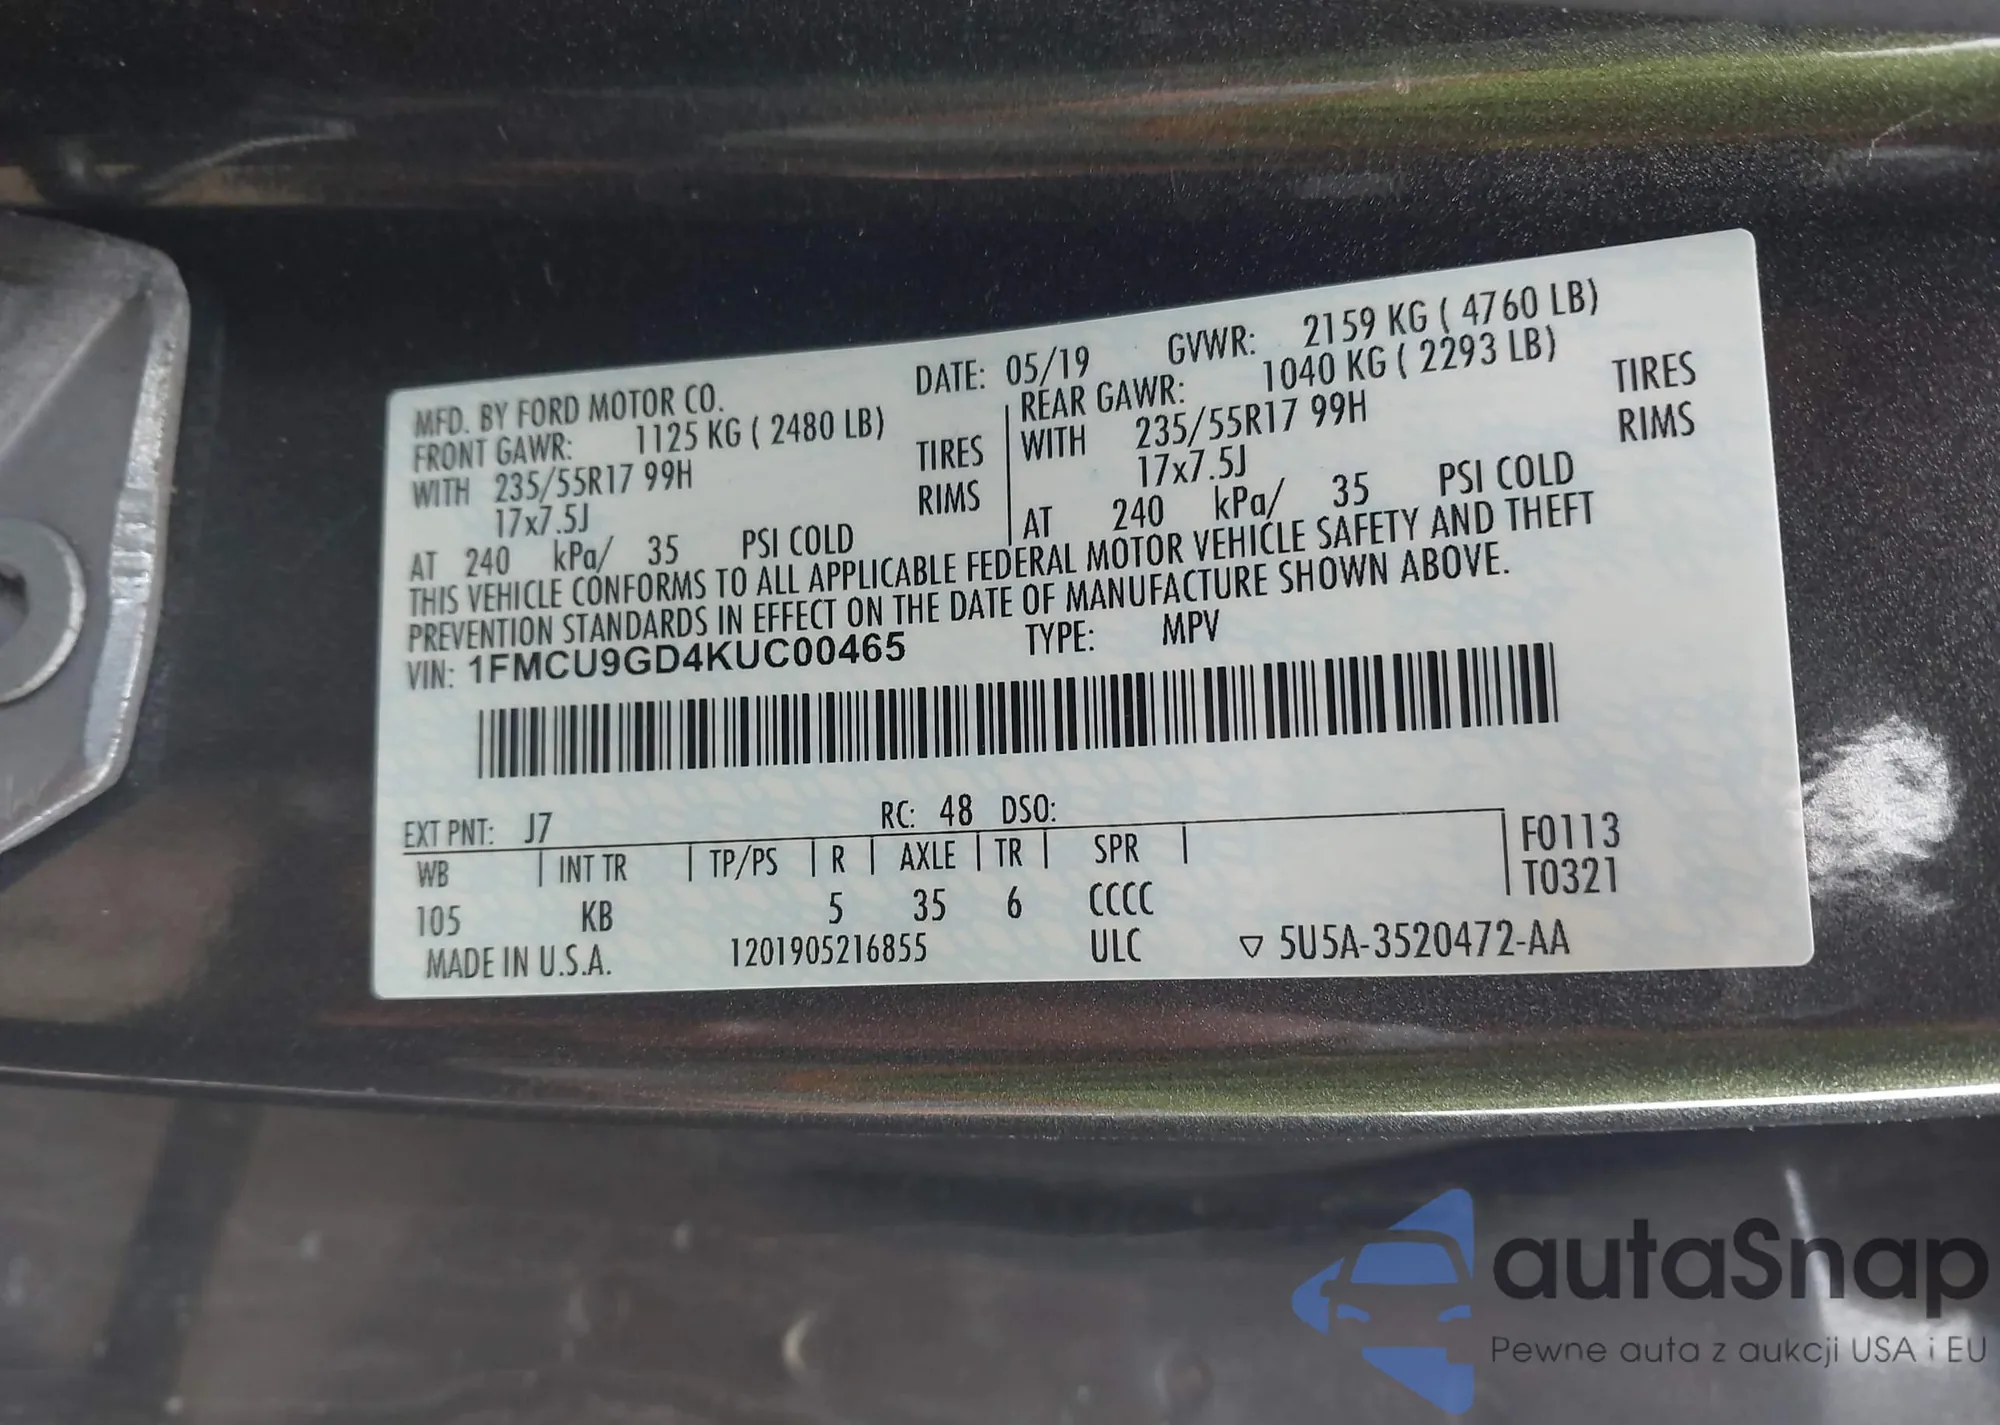 MFD. BY FORD MOTOR CO. DATE: 05/19 GVWR: 2159 KG ( 4760 LB)
FRONT GAWR: 1125 KG ( 2480 LB) REAR GAWR: 1040 KG ( 2293 LB)
WITH 235/55R17 99H TIRES WITH 235/55R17 99H TIRES
17x7.5J RIMS 17x7.5J RIMS
AT 240 kPa/ 35 PSI COLD AT 240 kPa/ 35 PSI COLD
THIS VEHICLE CONFORMS TO ALL APPLICABLE FEDERAL MOTOR VEHICLE SAFETY AND THEFT
PREVENTION STANDARDS IN EFFECT ON THE DATE OF MANUFACTURE SHOWN ABOVE.
VIN: 1FMCU9GD4KUC00465 TYPE: MPV
EXT PNT: J7 RC: 48 DSO:
WB INT TR TP/PS R AXLE TR SPR F0113
105 KB 5 35 6 CCCC T0321
MADE IN U.S.A. 1201905216855 ULC ▽ 5U5A-3520472-AA
autaSnap
Pewne auta z aukcji USA i EU